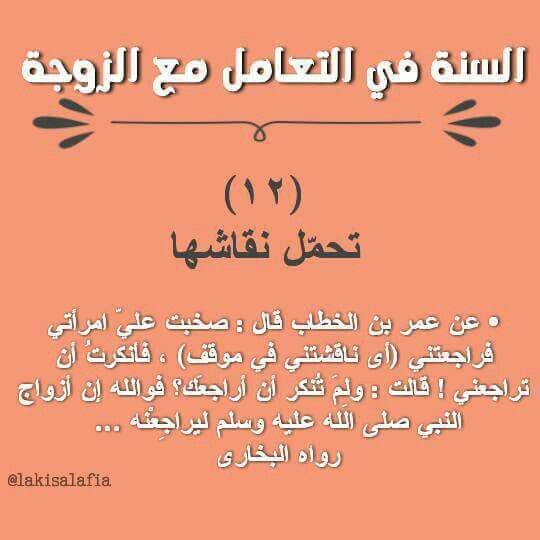 السنة في التعامل مع الزوجة
(١٢)
تحمّل نقاشها
• عن عمر بن الخطاب قال : صخبت عليّ امرأتي
فراجعتني (أى ناقشتني في موقف) ، فأنكرتُ أن
تراجعني ! قالت : ولِمَ تُنكر أن أراجعَك؟ فوالله إن أزواج
النبي صلى الله عليه وسلم ليراجِعْنه ...
رواه البخارى
@lakisalafia